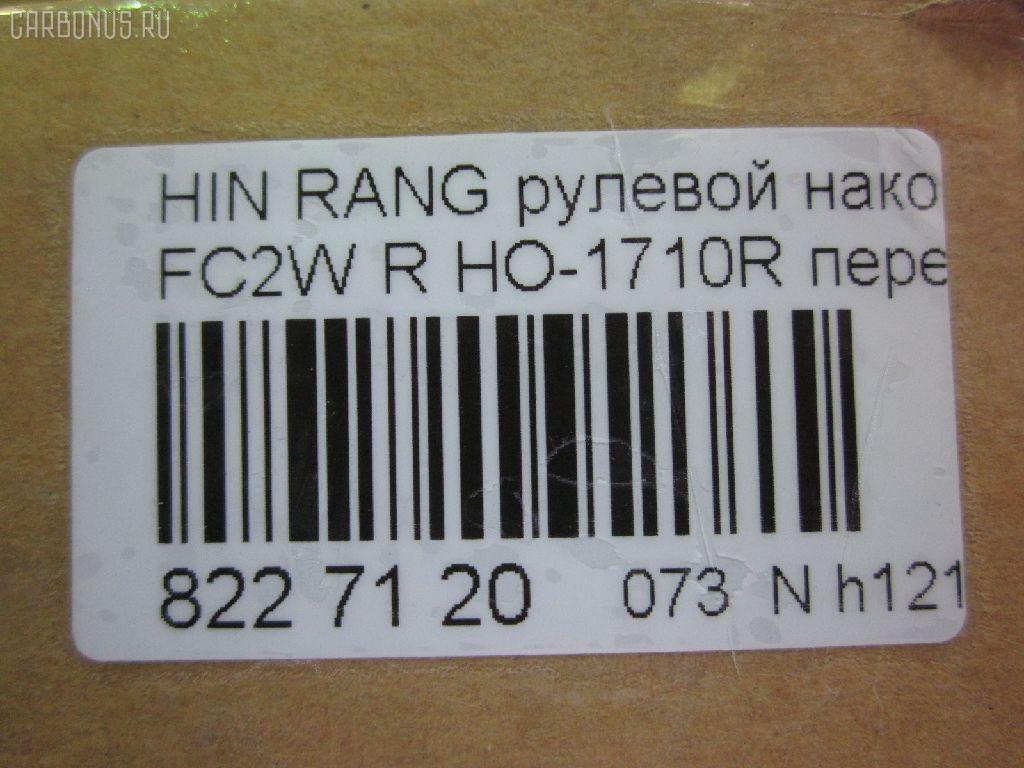 CARBONUS.RU
HIN RANG рулевой нако
FC2W R HO-1710R пере
822 71 20 073 N h121